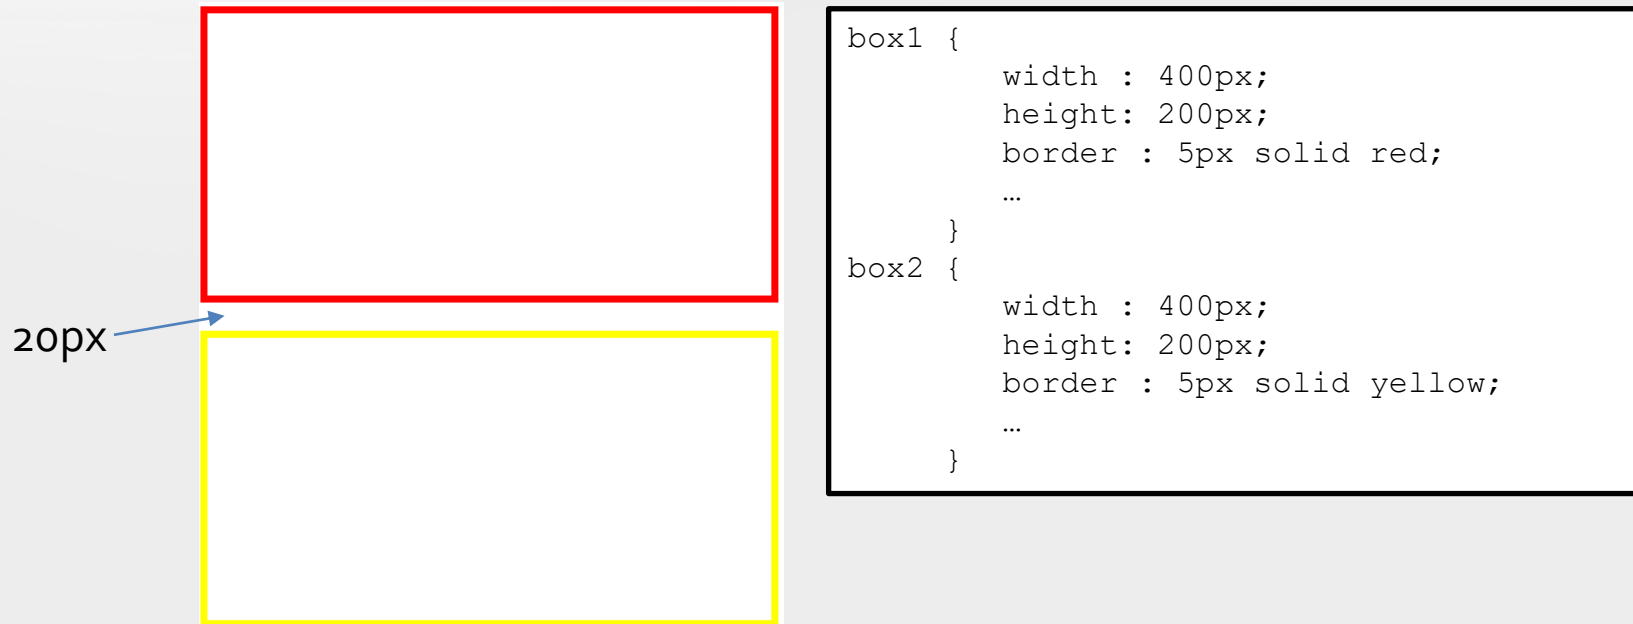 20px
box1 {
width : 400px;
height: 200px;
border : 5px solid red;
…
}
box2 {
width : 400px;
height: 200px;
border : 5px solid yellow;
…
}